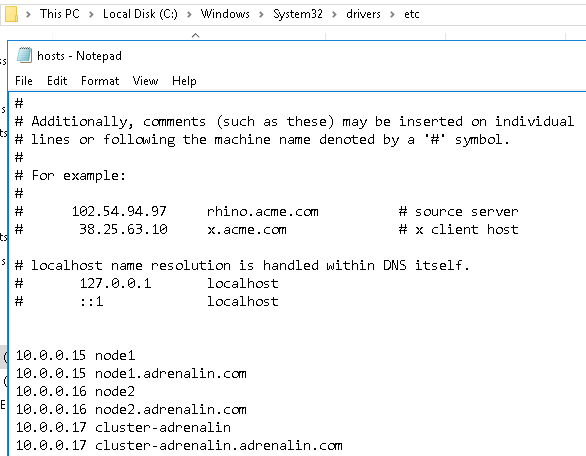 This PC > Local Disk (C:) > Windows > System32 > drivers > etc
hosts - Notepad
File Edit Format View Help
#
# Additionally, comments (such as these) may be inserted on individual
# lines or following the machine name denoted by a '#' symbol.
#
# For example:
#
#      102.54.94.97     rhino.acme.com          # source server
#       38.25.63.10     x.acme.com              # x client host
# localhost name resolution is handled within DNS itself.
#       127.0.0.1       localhost
#       ::1             localhost
10.0.0.15 node1
10.0.0.15 node1.adrenalin.com
10.0.0.16 node2
10.0.0.16 node2.adrenalin.com
10.0.0.17 cluster-adrenalin
10.0.0.17 cluster-adrenalin.adrenalin.com